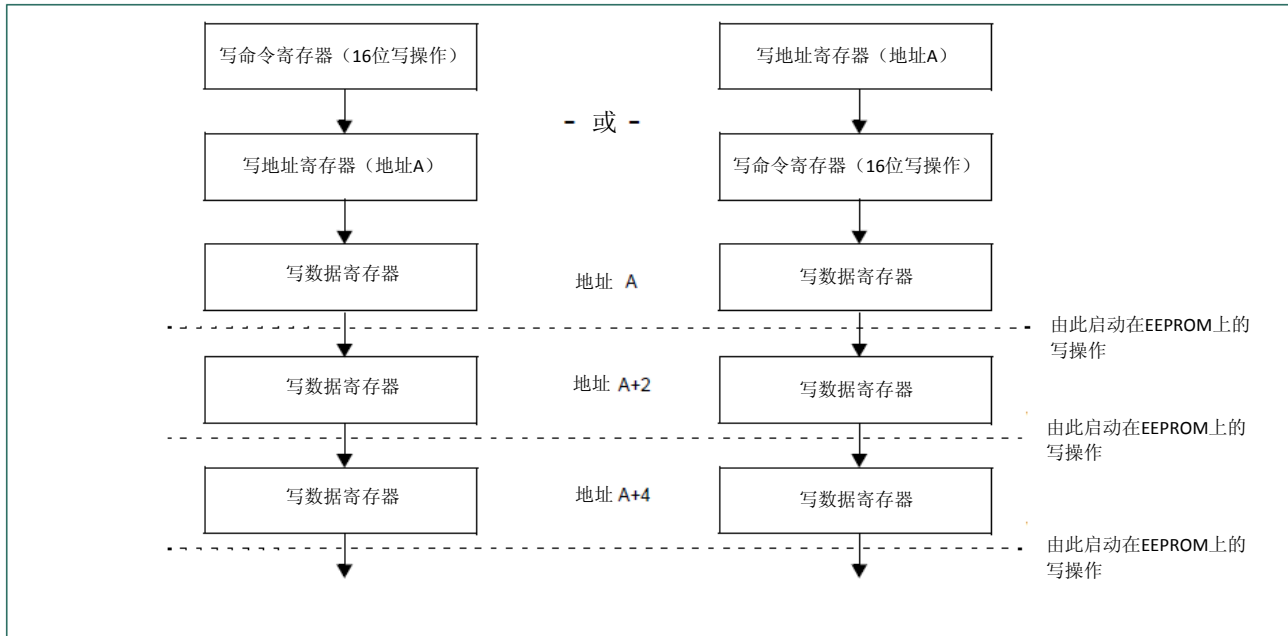 写命令寄存器（16位写操作）
写地址寄存器（地址A）
- 或 -
写地址寄存器（地址A）
写命令寄存器（16位写操作）
写数据寄存器
地址 A
写数据寄存器
由此启动在EEPROM上的
写操作
写数据寄存器
地址 A+2
写数据寄存器
由此启动在EEPROM上的
写操作
写数据寄存器
地址 A+4
写数据寄存器
由此启动在EEPROM上的
写操作